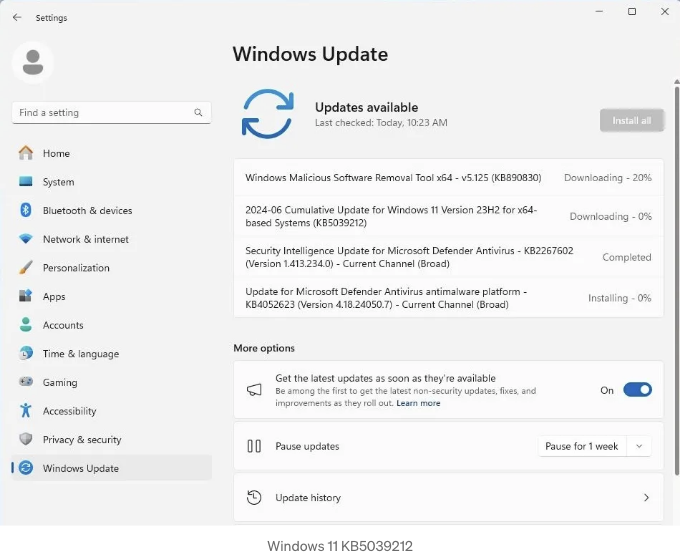 Settings
Find a setting
Home
System
Bluetooth & devices
Network & internet
Personalization
Apps
Accounts
Time & language
Gaming
Accessibility
Privacy & security
Windows Update
Windows Update
Updates available
Last checked: Today, 10:23 AM
Install all
Windows Malicious Software Removal Tool x64 - v5.125 (KB890830)
Downloading - 20%
2024-06 Cumulative Update for Windows 11 Version 23H2 for x64-
based Systems (KB5039212)
Downloading - 0%
Security Intelligence Update for Microsoft Defender Antivirus - KB2267602
(Version 1.413.234.0) - Current Channel (Broad)
Completed
Update for Microsoft Defender Antivirus antimalware platform -
KB4052623 (Version 4.18.24050.7) - Current Channel (Broad)
Installing - 0%
More options
Get the latest updates as soon as they're available
Be among the first to get the latest non-security updates, fixes, and
improvements as they roll out. Learn more
On
Pause updates
Pause for 1 week
Update history
Windows 11 KB5039212